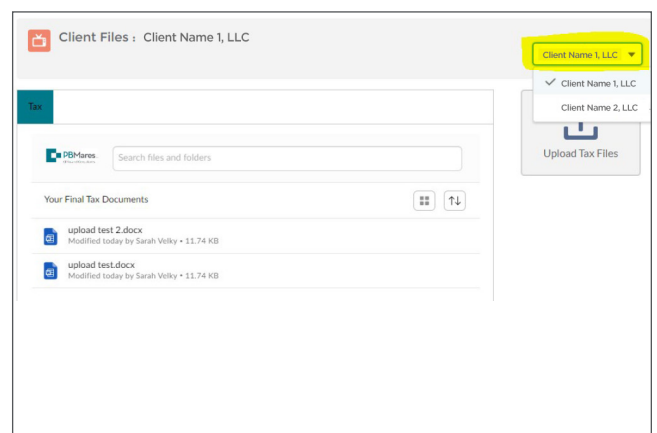 Client Files : Client Name 1, LLC
Client Name 1, LLC
Client Name 1, LLC
Client Name 2, LLC
Tax
Upload Tax Files
PBMares
Search files and folders
Your Final Tax Documents
upload test 2.docx
Modified today by Sarah Velky • 11.74 KB
upload test.docx
Modified today by Sarah Velky • 11.74 KB